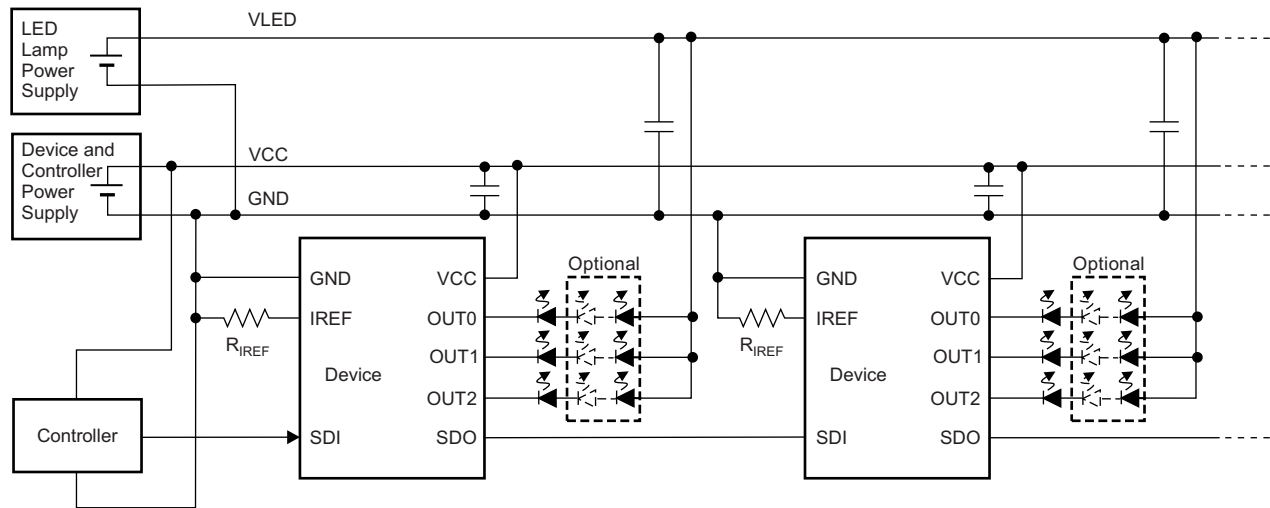 LED
Lamp
Power
Supply
VLED
Device and
Controller
Power
Supply
VCC
GND
GND
IREF
RIREF
Device
SDI
VCC
OUT0
OUT1
OUT2
SDO
Optional
GND
IREF
RIREF
Device
SDI
VCC
OUT0
OUT1
OUT2
SDO
Optional
Controller